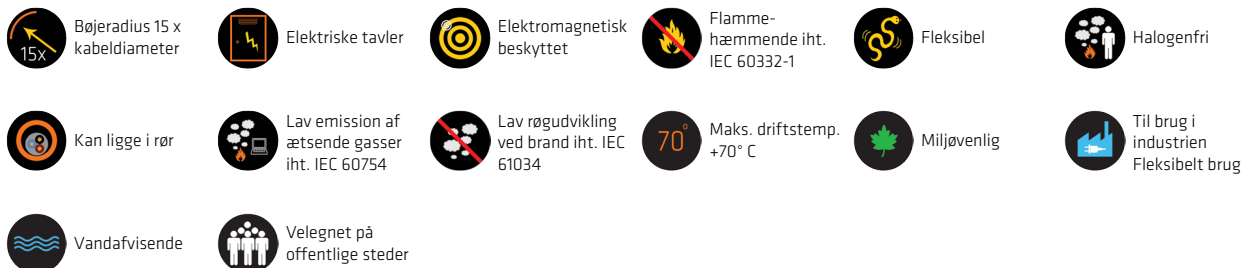 15x
Bøjeradius 15 x
kabeldiameter
Elektriske tavler
Elektromagnetisk
beskyttet
Flamme-
hæmmende iht.
IEC 60332-1
Fleksibel
Halogenfri
Kan ligge i rør
Lav emission af
ætsende gasser
iht. IEC 60754
Lav røgudvikling
ved brand iht. IEC
61034
70°
Maks. driftstemp.
+70° C
Miljøvenlig
Til brug i
industrien
Fleksibelt brug
Vandafvisende
Velegnet på
offentlige steder